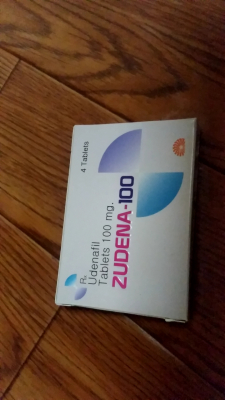 4 Tablets
Rx
Udenafil
Tablets 100 mg.
ZUDENA-100